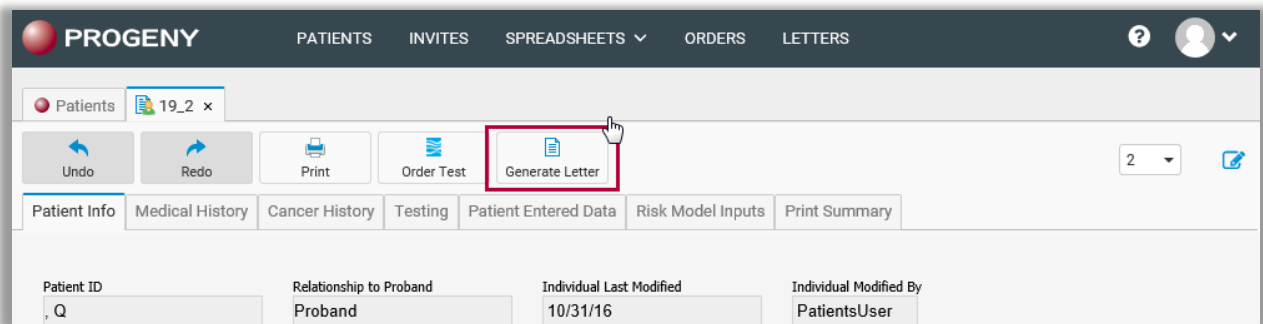 PROGENY PATIENTS INVITES SPREADSHEETS ORDERS LETTERS ?
Patients 19_2 x
Undo Redo Print Order Test Generate Letter 2
Patient Info Medical History Cancer History Testing Patient Entered Data Risk Model Inputs Print Summary
Patient ID Relationship to Proband Individual Last Modified Individual Modified By
, Q Proband 10/31/16 PatientsUser